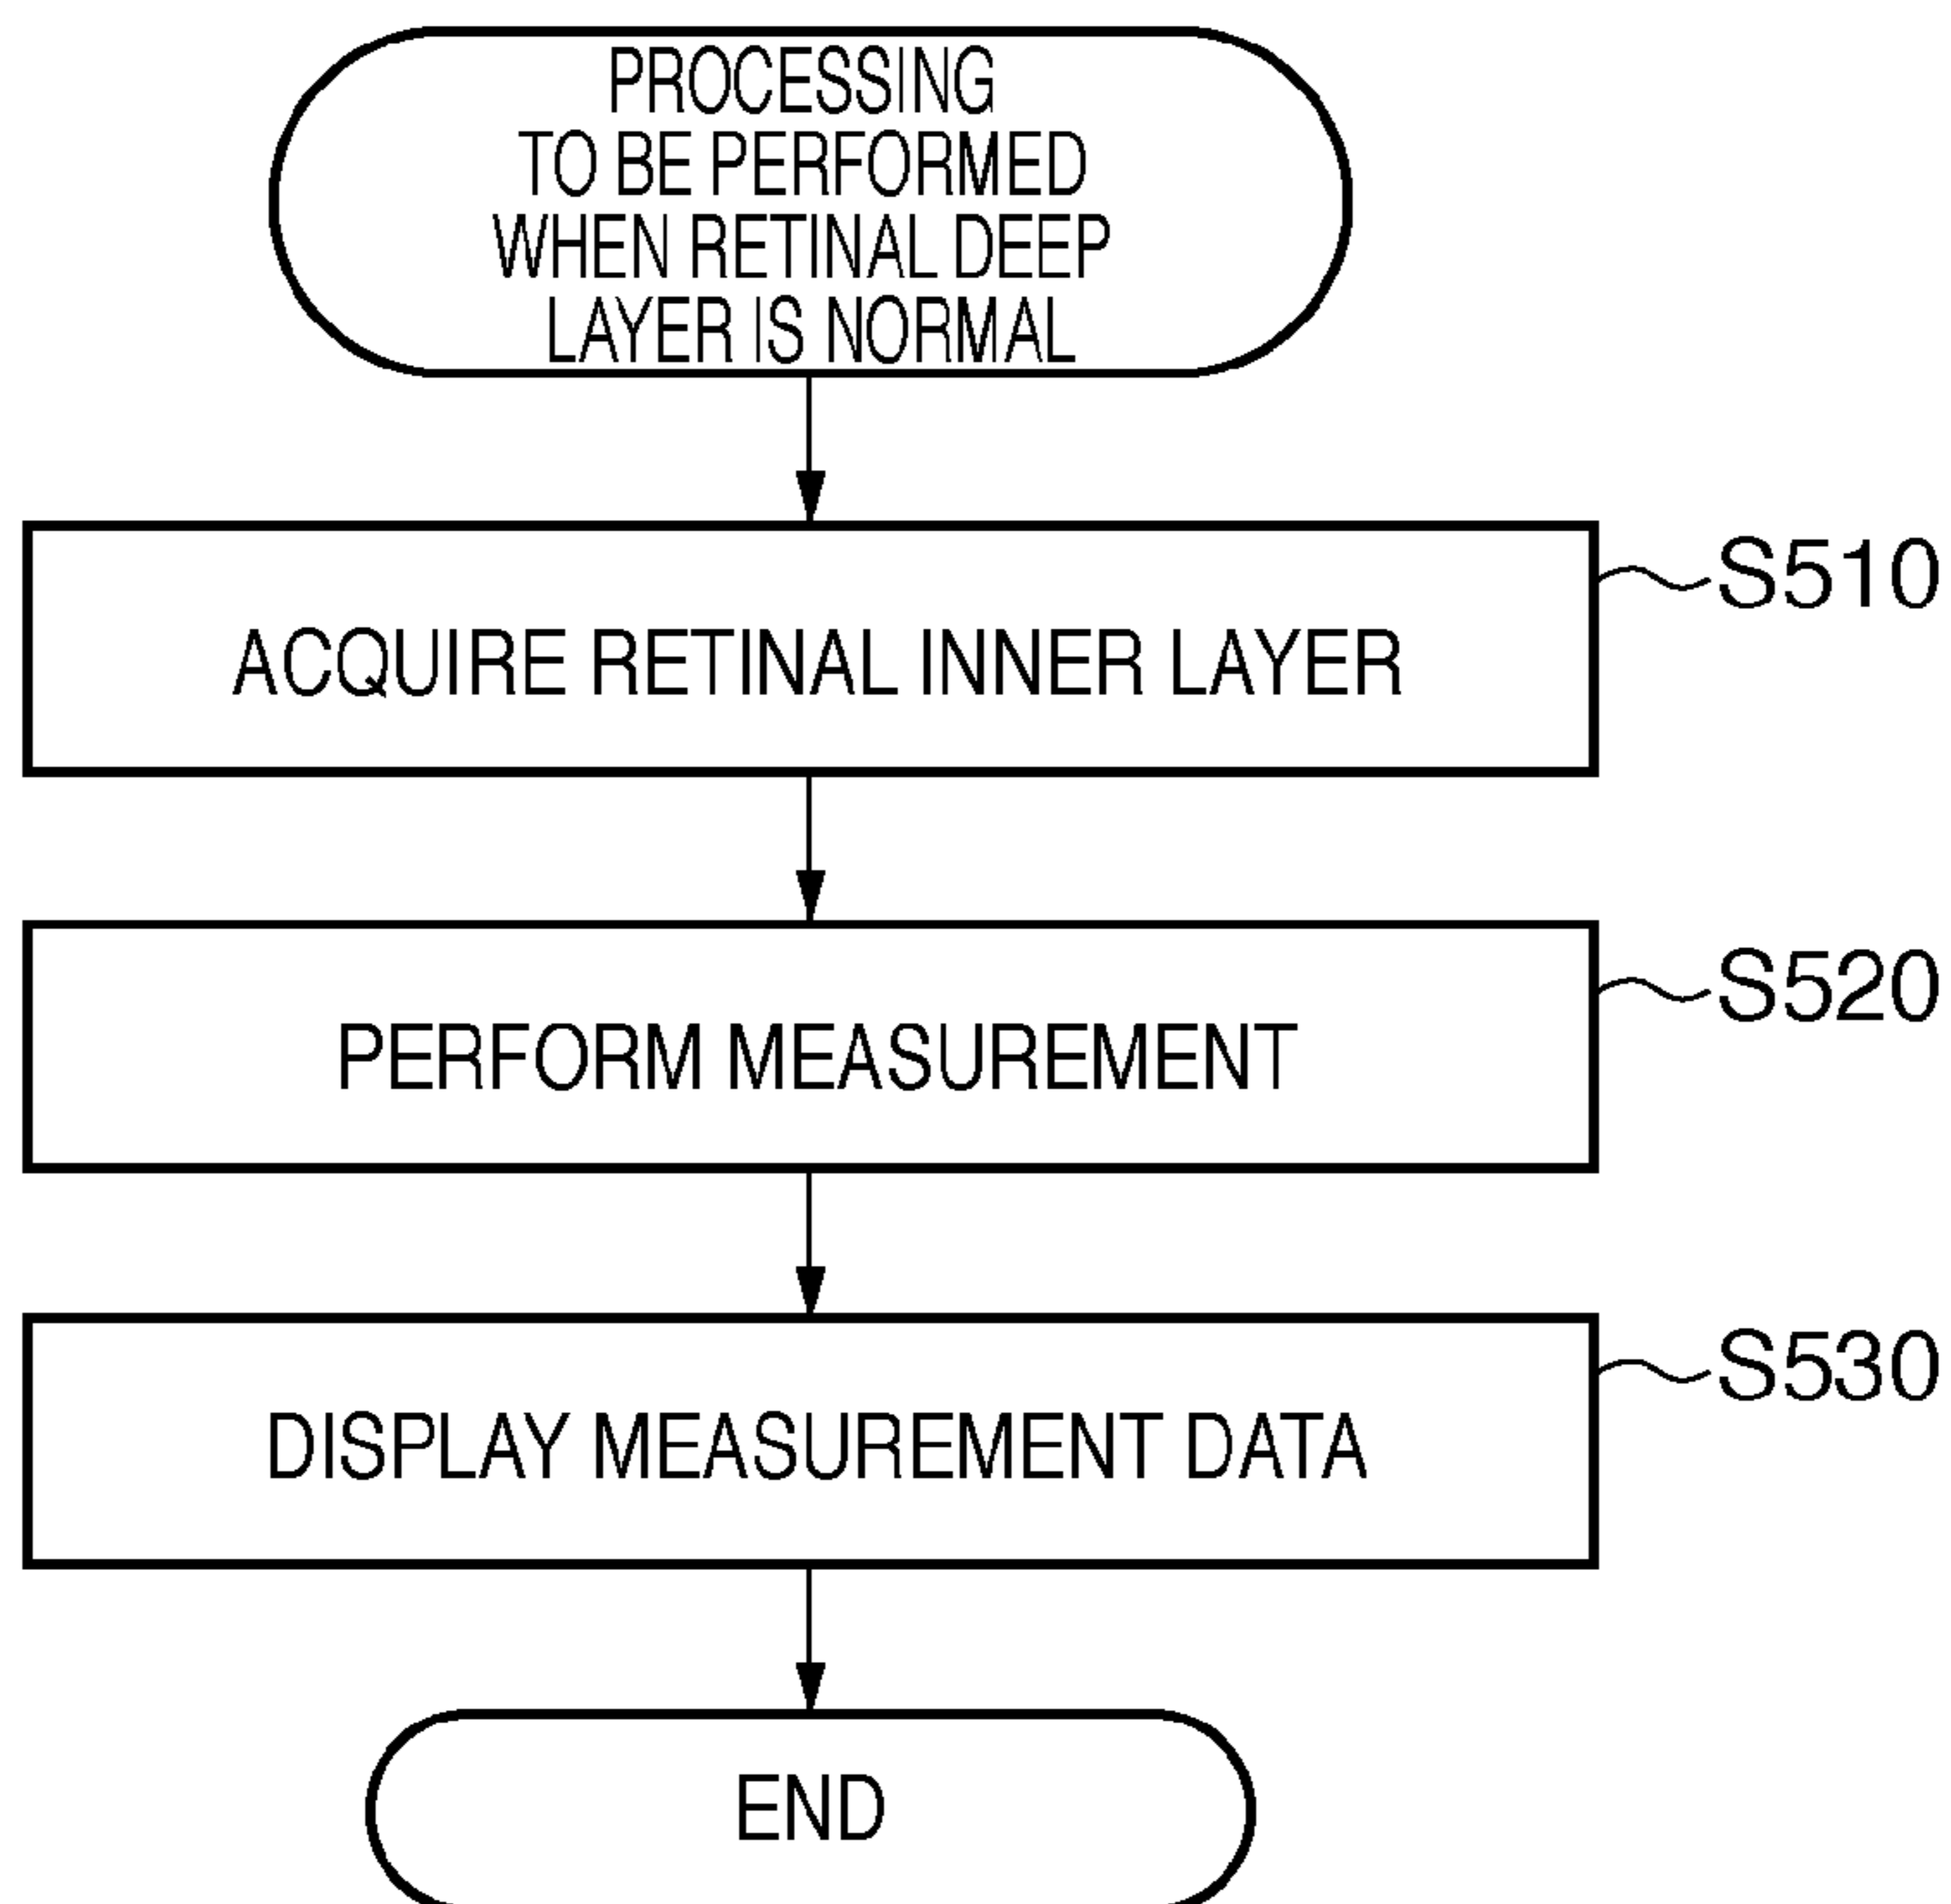 PROCESSING
TO BE PERFORMED
WHEN RETINAL DEEP
LAYER IS NORMAL
S510
ACQUIRE RETINAL INNER LAYER
S520
PERFORM MEASUREMENT
S530
DISPLAY MEASUREMENT DATA
END